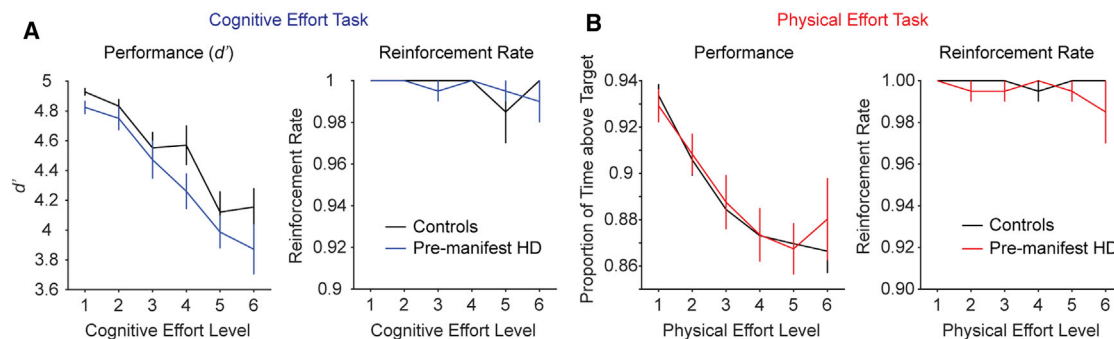 Cognitive Effort Task
A
Performance (d')
Reinforcement Rate
5
4.8
4.6
4.4
4.2
4
3.8
3.6
d'
1 2 3 4 5 6
Cognitive Effort Level
1
0.98
0.96
0.94
0.92
0.9
Reinforcement Rate
Controls
Pre-manifest HD
1 2 3 4 5 6
Cognitive Effort Level
Physical Effort Task
B
Performance
Reinforcement Rate
0.94
0.92
0.9
0.88
0.86
Proportion of Time above Target
1 2 3 4 5 6
Physical Effort Level
1.00
0.98
0.96
0.94
0.92
0.90
Reinforcement Rate
Controls
Pre-manifest HD
1 2 3 4 5 6
Physical Effort Level